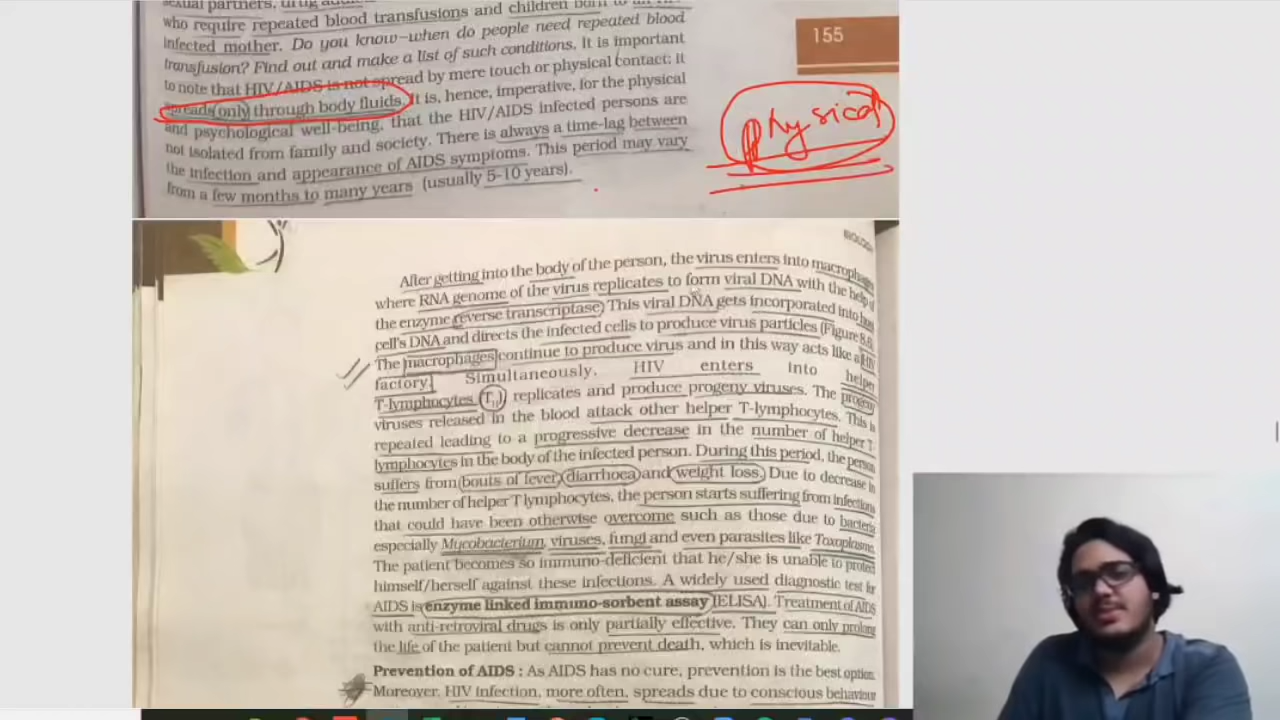 sexual partners, drug
who require repeated blood transfusions and children born to an
infected mother. Do you know—when do people need repeated blood
transfusion? Find out and make a list of such conditions. It is important
to note that HIV/AIDS is not spread by mere touch or physical contact; it
spreads only through body fluids. It is, hence, imperative, for the physical
and psychological well-being, that the HIV/AIDS infected persons are
not isolated from family and society. There is always a time-lag between
the infection and appearance of AIDS symptoms. This period may vary
from a few months to many years (usually 5-10 years).
155
Physical
BIOLOGY
After getting into the body of the person, the virus enters into macrophages
where RNA genome of the virus replicates to form viral DNA with the help of
the enzyme reverse transcriptase. This viral DNA gets incorporated into host
cell's DNA and directs the infected cells to produce virus particles (Figure 8.6).
The macrophages continue to produce virus and in this way acts like a HIV
factory. Simultaneously, HIV enters into helper
T-lymphocytes (TH), replicates and produce progeny viruses. The progeny
viruses released in the blood attack other helper T-lymphocytes. This is
repeated leading to a progressive decrease in the number of helper T-
lymphocytes in the body of the infected person. During this period, the person
suffers from bouts of fever, diarrhoea and weight loss. Due to decrease in
the number of helper T lymphocytes, the person starts suffering from infections
that could have been otherwise overcome such as those due to bacteria
especially Mycobacterium, viruses, fungi and even parasites like Toxoplasma.
The patient becomes so immuno-deficient that he/she is unable to protect
himself/herself against these infections. A widely used diagnostic test for
AIDS is enzyme linked immuno-sorbent assay (ELISA). Treatment of AIDS
with anti-retroviral drugs is only partially effective. They can only prolong
the life of the patient but cannot prevent death, which is inevitable.
Prevention of AIDS : As AIDS has no cure, prevention is the best option.
Moreover, HIV infection, more often, spreads due to conscious behaviour